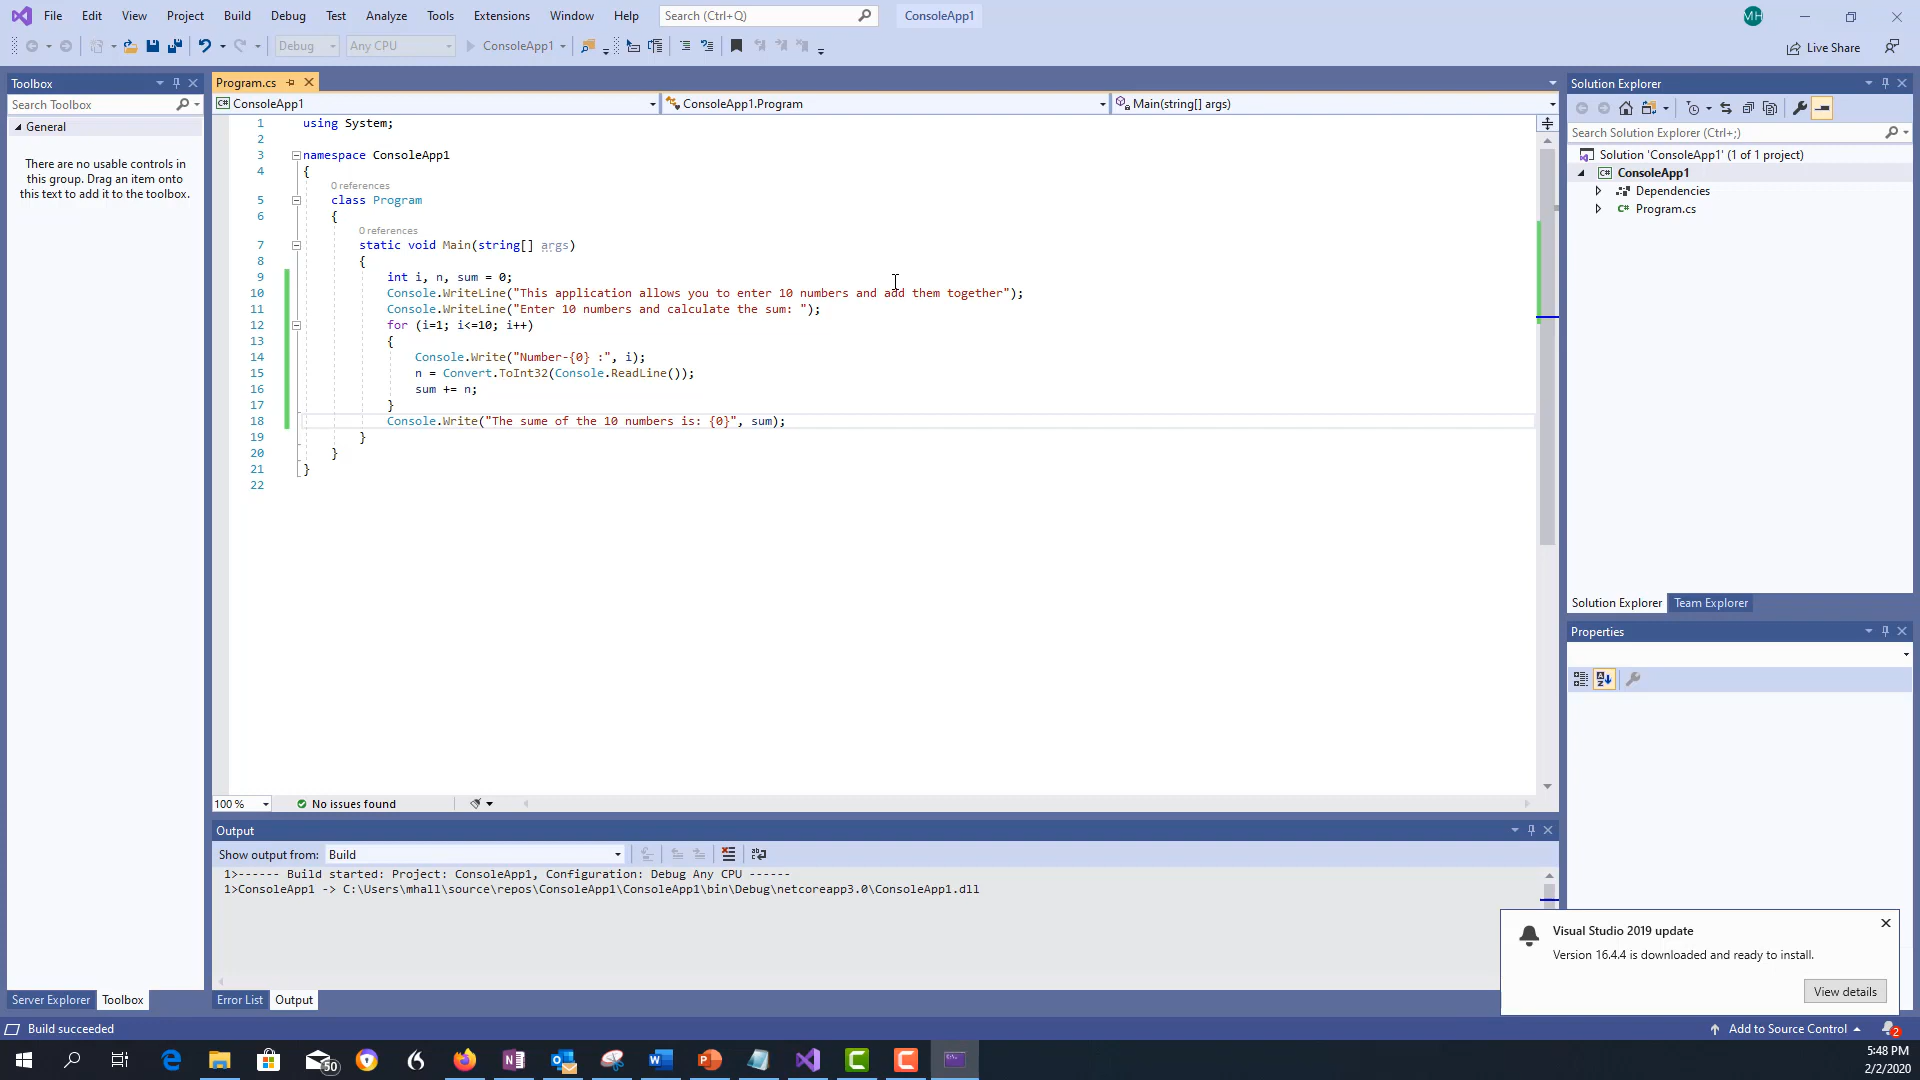 File Edit View Project Build Debug Test Analyze Tools Extensions Window Help Search (Ctrl+Q) ConsoleApp1 MH
Debug Any CPU ConsoleApp1 Live Share
Toolbox
Search Toolbox
General
There are no usable controls in
this group. Drag an item onto
this text to add it to the toolbox.
Server Explorer Toolbox
Program.cs
C# ConsoleApp1 ConsoleApp1.Program Main(string[] args)
1 using System;
2
3 namespace ConsoleApp1
4 {
0 references
5 class Program
6 {
0 references
7 static void Main(string[] args)
8 {
9 int i, n, sum = 0;
10 Console.WriteLine("This application allows you to enter 10 numbers and add them together");
11 Console.WriteLine("Enter 10 numbers and calculate the sum: ");
12 for (i=1; i<=10; i++)
13 {
14 Console.Write("Number-{0} :", i);
15 n = Convert.ToInt32(Console.ReadLine());
16 sum += n;
17 }
18 Console.Write("The sume of the 10 numbers is: {0}", sum);
19 }
20 }
21 }
22
100 % No issues found
Output
Show output from: Build
1>------ Build started: Project: ConsoleApp1, Configuration: Debug Any CPU ------
1>ConsoleApp1 -> C:\Users\mhall\source\repos\ConsoleApp1\ConsoleApp1\bin\Debug\netcoreapp3.0\ConsoleApp1.dll
Error List Output
Solution Explorer
Search Solution Explorer (Ctrl+;)
Solution 'ConsoleApp1' (1 of 1 project)
C# ConsoleApp1
Dependencies
C# Program.cs
Solution Explorer Team Explorer
Properties
Visual Studio 2019 update
Version 16.4.4 is downloaded and ready to install.
View details
Build succeeded Add to Source Control 2
50
5:48 PM
2/2/2020